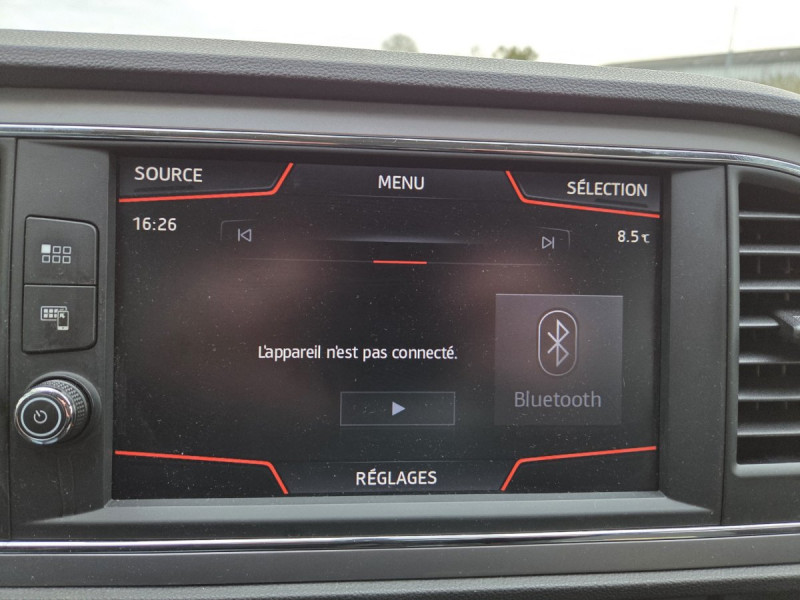 SOURCE
MENU
SÉLECTION
16:26
8.5℃
L'appareil n'est pas connecté.
Bluetooth
RÉGLAGES